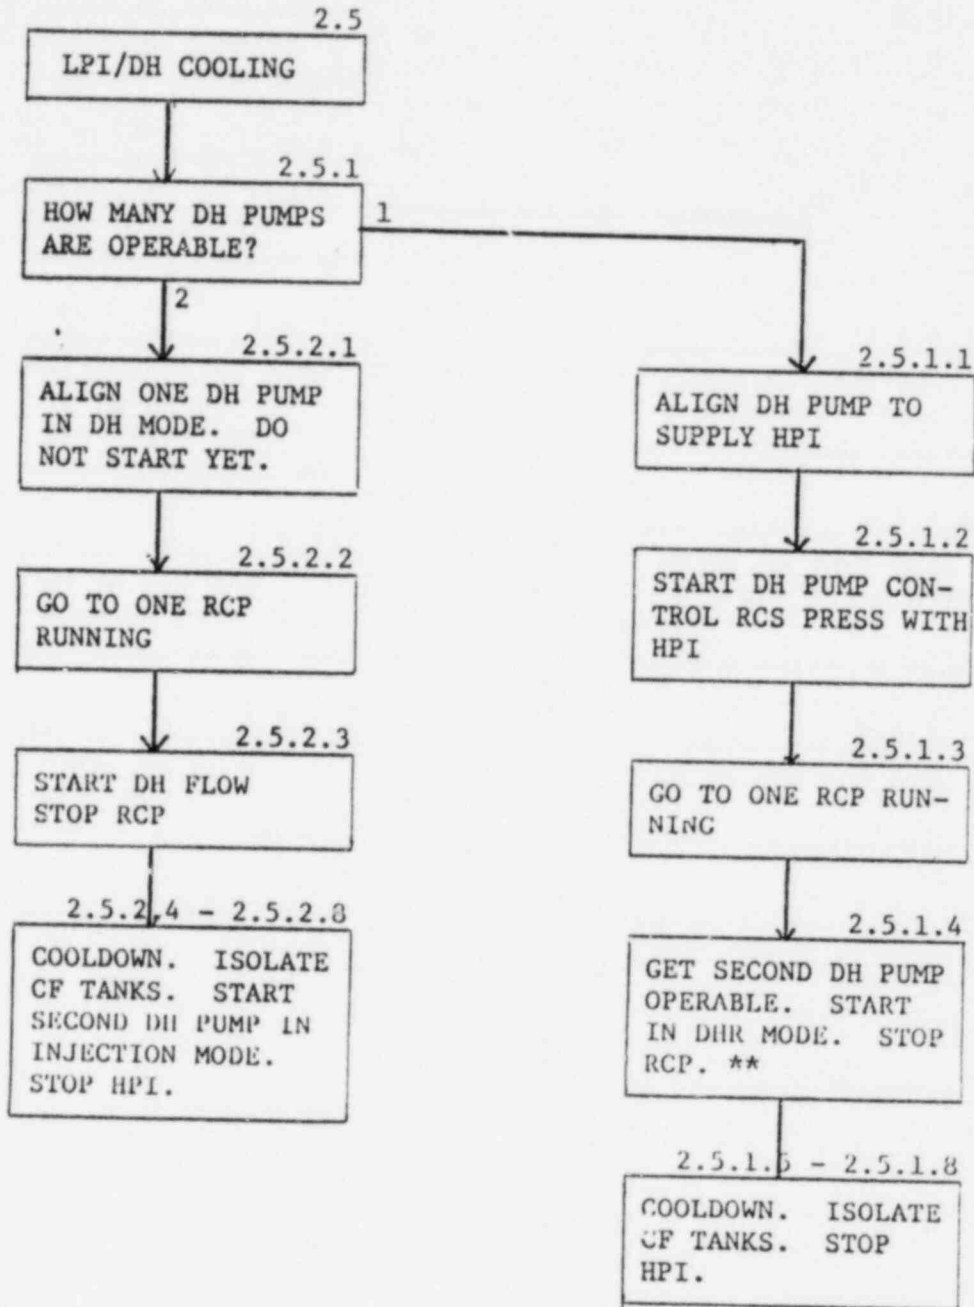 2.5
LPI/DH COOLING
2.5.1
HOW MANY DH PUMPS
ARE OPERABLE?
1
2
2.5.2.1
ALIGN ONE DH PUMP
IN DH MODE. DO
NOT START YET.
2.5.2.2
GO TO ONE RCP
RUNNING
2.5.2.3
START DH FLOW
STOP RCP
2.5.2.4 - 2.5.2.8
COOLDOWN. ISOLATE
CF TANKS. START
SECOND DH PUMP IN
INJECTION MODE.
STOP HPI.
2.5.1.1
ALIGN DH PUMP TO
SUPPLY HPI
2.5.1.2
START DH PUMP CON-
TROL RCS PRESS WITH
HPI
2.5.1.3
GO TO ONE RCP RUN-
NING
2.5.1.4
GET SECOND DH PUMP
OPERABLE. START
IN DHR MODE. STOP
RCP. **
2.5.1.5 - 2.5.1.8
COOLDOWN. ISOLATE
CF TANKS. STOP
HPI.